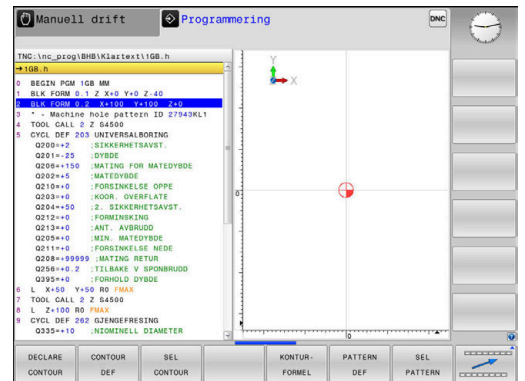 Manuell drift
Programmering
DNC
TNC:\nc_prog\BHB\Klartext\1GB.h
→1GB.h
0 BEGIN PGM 1GB MM
1 BLK FORM 0.1 Z X+0 Y+0 Z-40
2 BLK FORM 0.2 X+100 Y+100 Z+0
3 * - Machine hole pattern ID 27943KL1
4 TOOL CALL 2 Z S4500
5 CYCL DEF 203 UNIVERSALBORING
Q200=+2 ;SIKKERHETSAVST.
Q201=-25 ;DYBDE
Q206=+150 ;MATING FOR MATEDYBDE
Q202=+5 ;MATEDYBDE
Q210=+0 ;FORSINKELSE OPPE
Q203=+0 ;KOOR. OVERFLATE
Q204=+50 ;2. SIKKERHETSAVST.
Q212=+0 ;FORMINSKING
Q213=+0 ;ANT. AVBRUDD
Q205=+0 ;MIN. MATEDYBDE
Q211=+0 ;FORSINKELSE NEDE
Q208=+99999 ;MATING RETUR
Q256=+0.2 ;TILBAKE V SPONBRUDD
Q395=+0 ;FORHOLD DYBDE
6 L X+50 Y+50 R0 FMAX
7 TOOL CALL 2 Z S4500
8 L Z+100 R0 FMAX
9 CYCL DEF 262 GJENGEFRESING
Q335=+10 ;NIOMINELL DIAMETER
Y
X
0
0
DECLARE CONTOUR
CONTOUR DEF
SEL CONTOUR
KONTUR-FORMEL
PATTERN DEF
SEL PATTERN